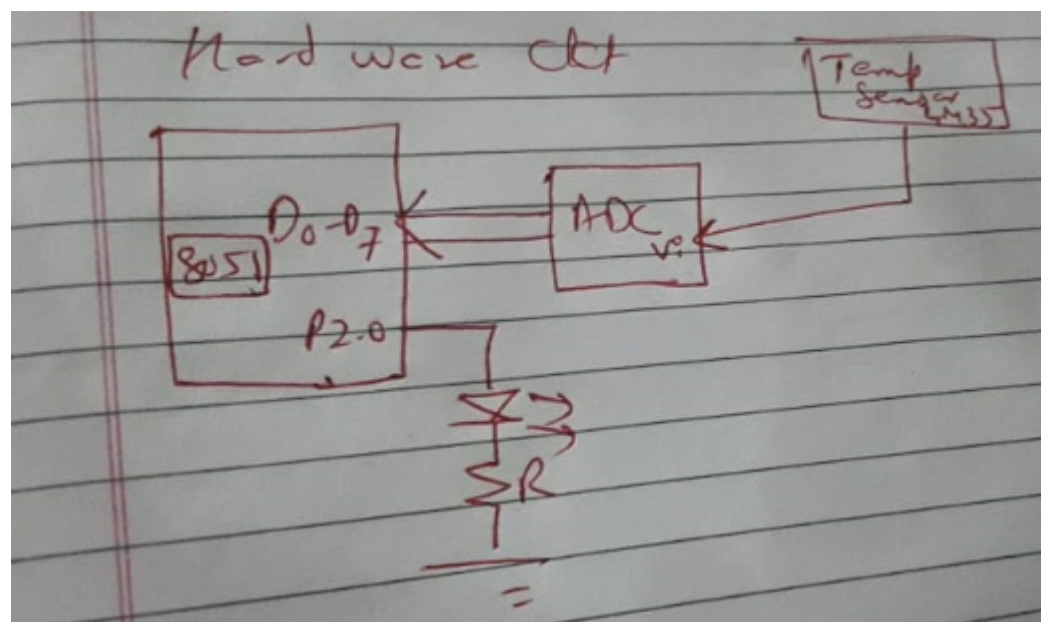 Hard ware Ckt
Temp
Sensor
LM35
D0-D7
ADC
Vi
8051
P2.0
R